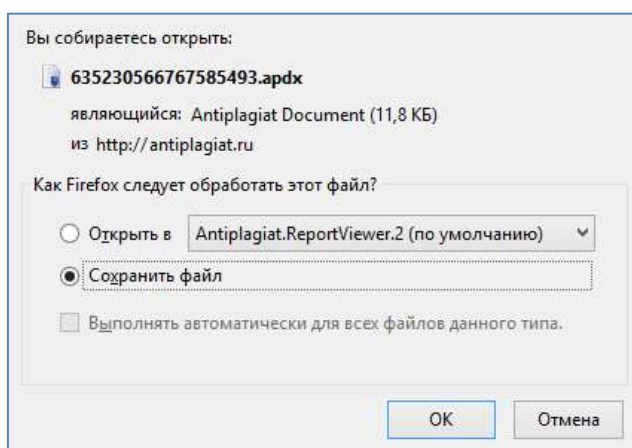 Вы собираетесь открыть:
635230566767585493.apdx
являющийся: Antiplagiat Document (11,8 КБ)
из http://antiplagiat.ru
Как Firefox следует обработать этот файл?
Открыть в Antiplagiat.ReportViewer.2 (по умолчанию)
Сохранить файл
Выполнять автоматически для всех файлов данного типа.
OK Отмена